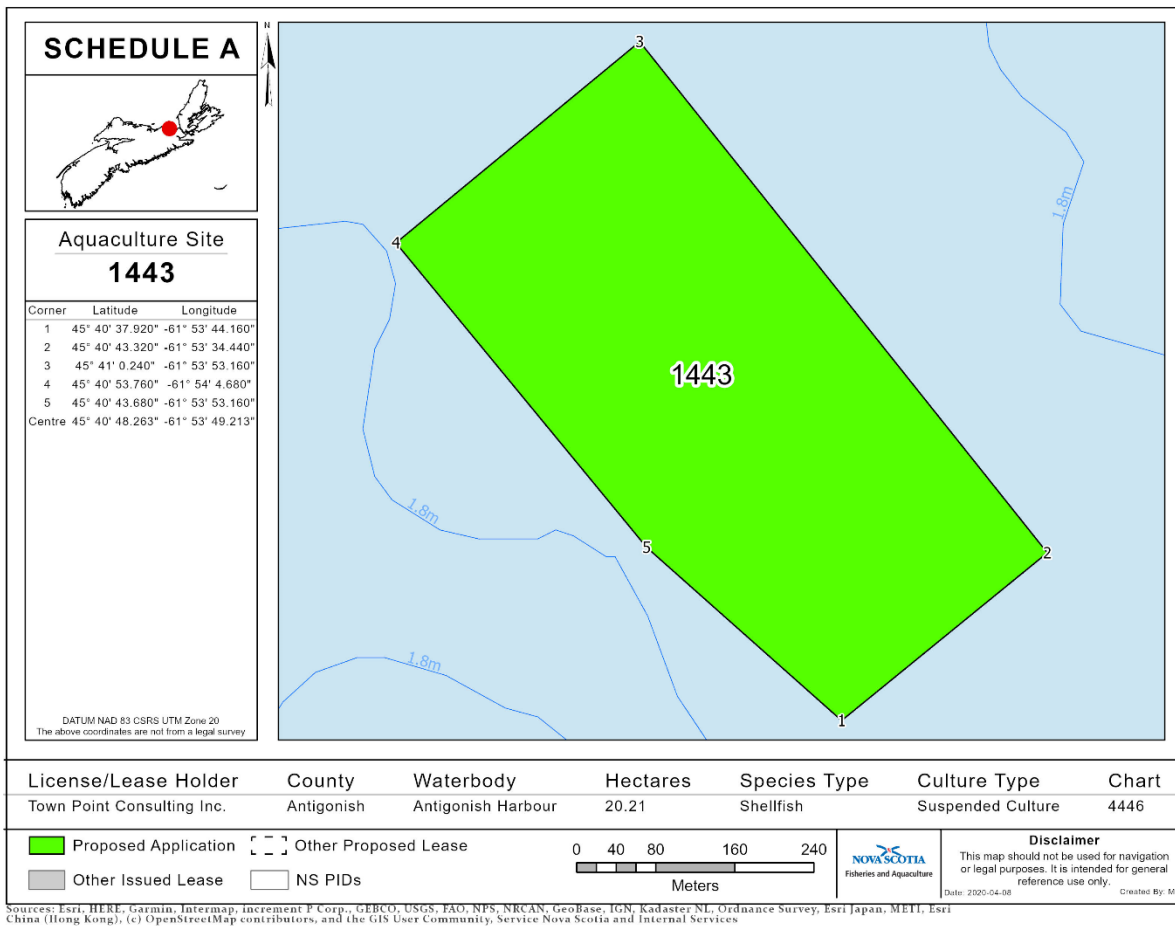 SCHEDULE A
Aquaculture Site
1443
Corner Latitude Longitude
1 45° 40' 37.920" -61° 53' 44.160"
2 45° 40' 43.320" -61° 53' 34.440"
3 45° 41' 0.240" -61° 53' 53.160"
4 45° 40' 53.760" -61° 54' 4.680"
5 45° 40' 43.680" -61° 53' 53.160"
Centre 45° 40' 48.263" -61° 53' 49.213"
DATUM NAD 83 CSRS UTM Zone 20
The above coordinates are not from a legal survey
N
3
1.8m
4
1443
1.8m
5
2
1.8m
1
License/Lease Holder County Waterbody Hectares Species Type Culture Type Chart
Town Point Consulting Inc. Antigonish Antigonish Harbour 20.21 Shellfish Suspended Culture 4446
Proposed Application Other Proposed Lease
Other Issued Lease NS PIDs
0 40 80 160 240
Meters
NOVA SCOTIA
Fisheries and Aquaculture
Disclaimer
This map should not be used for navigation
or legal purposes. It is intended for general
reference use only.
Date: 2020-04-08 Created By: M
Sources: Esri, HERE, Garmin, Intermap, increment P Corp., GEBCO, USGS, FAO, NPS, NRCAN, GeoBase, IGN, Kadaster NL, Ordnance Survey, Esri Japan, METI, Esri
China (Hong Kong), (c) OpenStreetMap contributors, and the GIS User Community, Service Nova Scotia and Internal Services